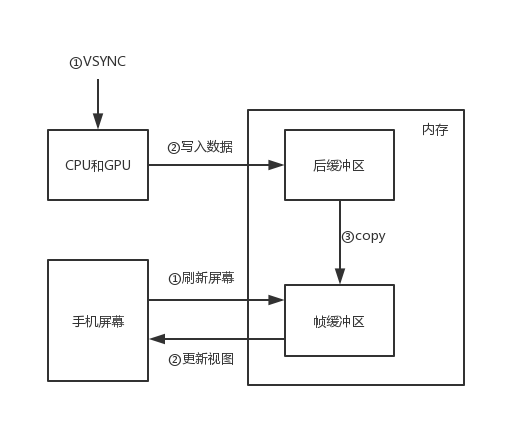 ①VSYNC
内存
CPU和GPU
②写入数据
后缓冲区
③copy
①刷新屏幕
手机屏幕
帧缓冲区
②更新视图